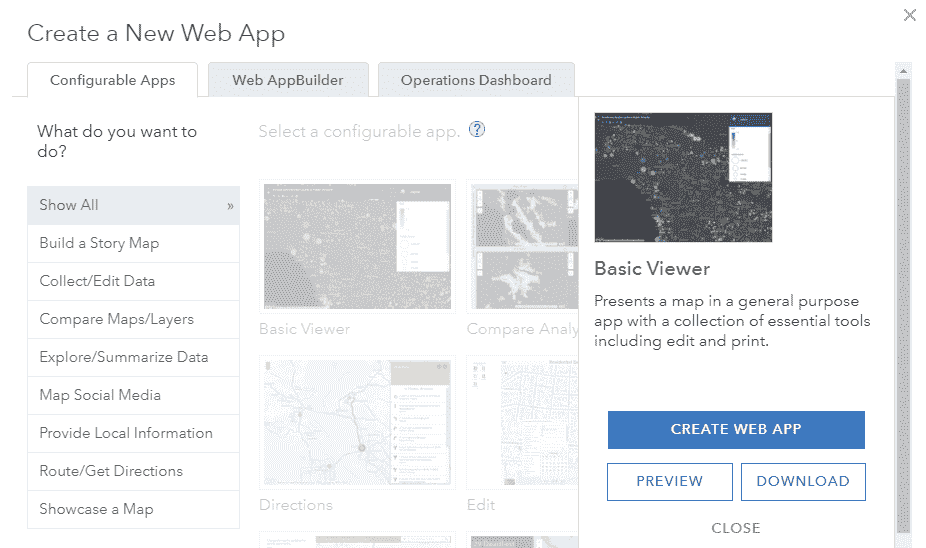 Create a New Web App
Configurable Apps
Web AppBuilder
Operations Dashboard
What do you want to
do?
Show All »
Build a Story Map
Collect/Edit Data
Compare Maps/Layers
Explore/Summarize Data
Map Social Media
Provide Local Information
Route/Get Directions
Showcase a Map
Select a configurable app. ?
Basic Viewer
Compare Analy
Directions
Edit
Basic Viewer
Presents a map in a general purpose
app with a collection of essential tools
including edit and print.
CREATE WEB APP
PREVIEW
DOWNLOAD
CLOSE